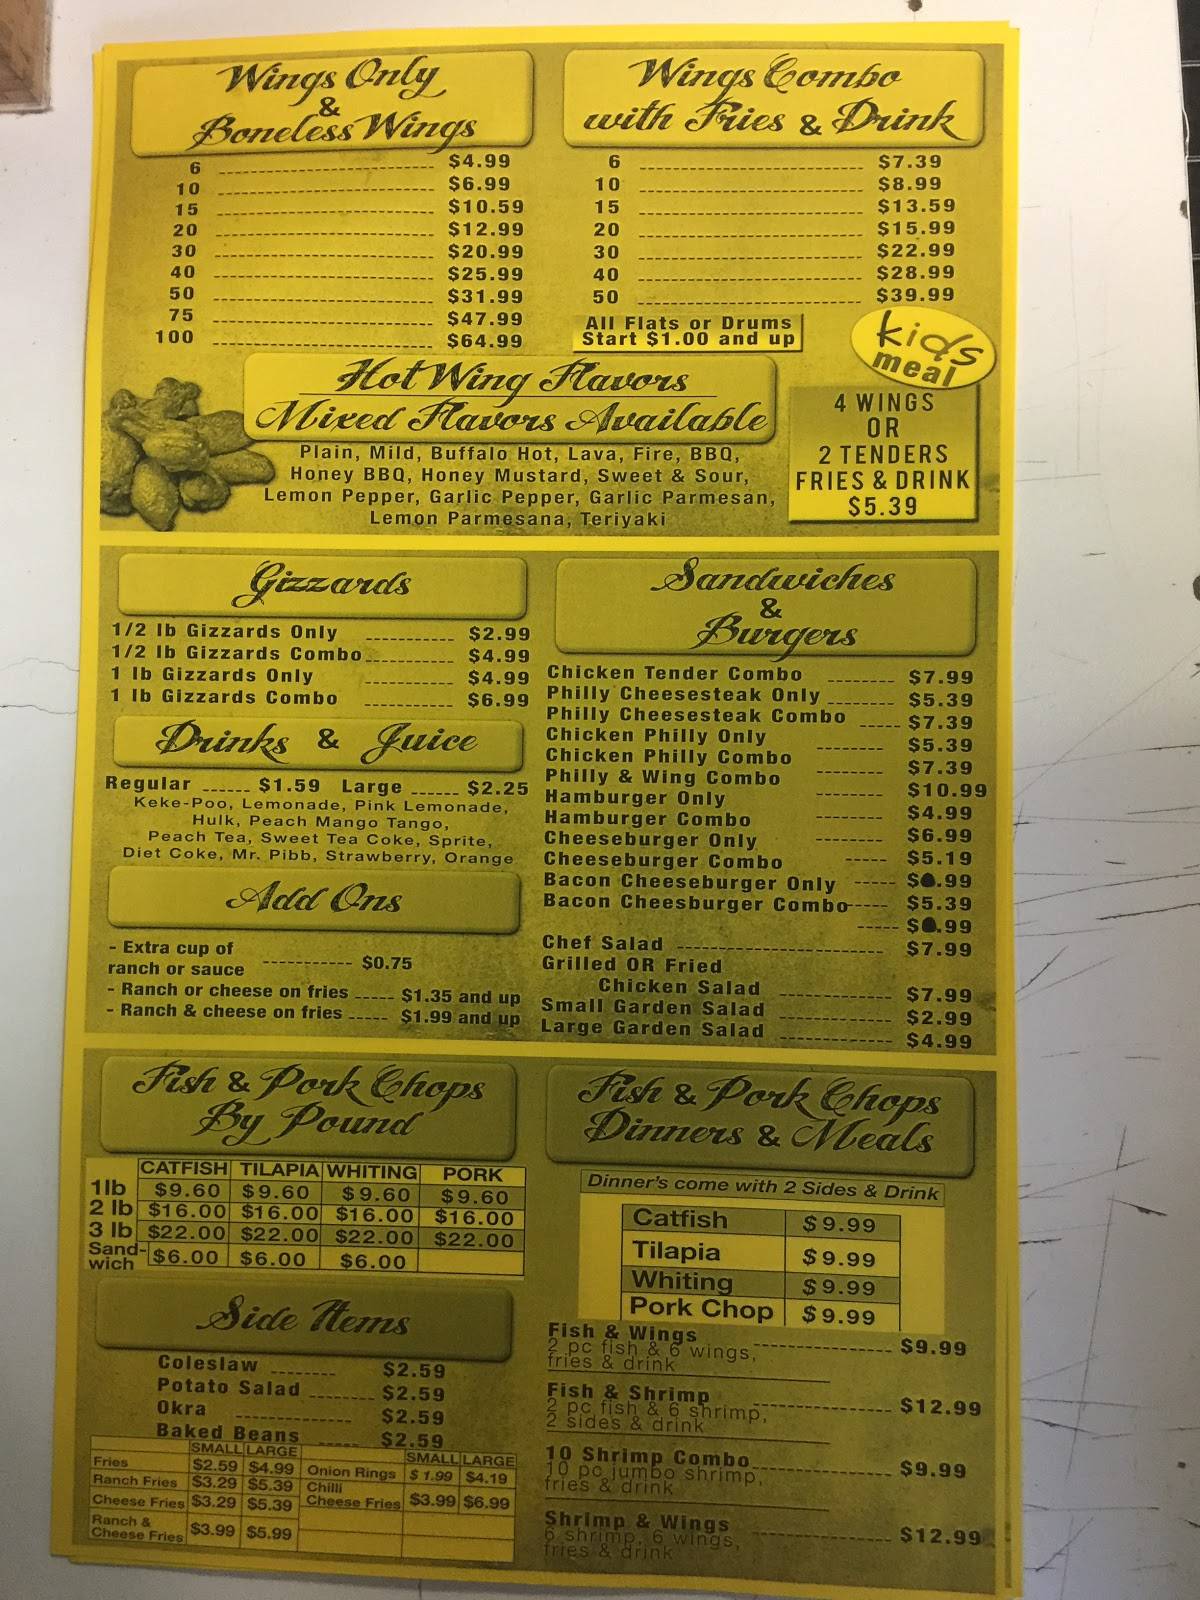 Wings Only
&
Boneless Wings
6 $4.99
10 $6.99
15 $10.59
20 $12.99
30 $20.99
40 $25.99
50 $31.99
75 $47.99
100 $64.99
Wings Combo
with Fries & Drink
6 $7.39
10 $8.99
15 $13.59
20 $15.99
30 $22.99
40 $28.99
50 $39.99
All Flats or Drums
Start $1.00 and up
kids
meal
4 WINGS
OR
2 TENDERS
FRIES & DRINK
$5.39
Hot Wing Flavors
Mixed Flavors Available
Plain, Mild, Buffalo Hot, Lava, Fire, BBQ,
Honey BBQ, Honey Mustard, Sweet & Sour,
Lemon Pepper, Garlic Pepper, Garlic Parmesan,
Lemon Parmesana, Teriyaki
Gizzards
1/2 lb Gizzards Only $2.99
1/2 lb Gizzards Combo $4.99
1 lb Gizzards Only $4.99
1 lb Gizzards Combo $6.99
Drinks & Juice
Regular $1.59 Large $2.25
Keke-Poo, Lemonade, Pink Lemonade,
Hulk, Peach Mango Tango,
Peach Tea, Sweet Tea Coke, Sprite,
Diet Coke, Mr. Pibb, Strawberry, Orange
Add Ons
- Extra cup of
ranch or sauce $0.75
- Ranch or cheese on fries $1.35 and up
- Ranch & cheese on fries $1.99 and up
Sandwiches
&
Burgers
Chicken Tender Combo $7.99
Philly Cheesesteak Only $5.39
Philly Cheesesteak Combo $7.39
Chicken Philly Only $5.39
Chicken Philly Combo $7.39
Philly & Wing Combo $10.99
Hamburger Only $4.99
Hamburger Combo $6.99
Cheeseburger Only $5.19
Cheeseburger Combo .99
Bacon Cheeseburger Only $5.39
Bacon Cheesburger Combo .99
Chef Salad $7.99
Grilled OR Fried
Chicken Salad $7.99
Small Garden Salad $2.99
Large Garden Salad $4.99
Fish & Pork Chops
By Pound
CATFISH TILAPIA WHITING PORK
1lb $9.60 $9.60 $9.60 $9.60
2 lb $16.00 $16.00 $16.00 $16.00
3 lb $22.00 $22.00 $22.00 $22.00
Sand-
wich $6.00 $6.00 $6.00
Side Items
Coleslaw $2.59
Potato Salad $2.59
Okra $2.59
Baked Beans $2.59
SMALL LARGE
Fries $2.59 $4.99
Ranch Fries $3.29 $5.39
Cheese Fries $3.29 $5.39
Ranch &
Cheese Fries $3.99 $5.99
SMALL LARGE
Onion Rings $1.99 $4.19
Chilli
Cheese Fries $3.99 $6.99
Fish & Pork Chops
Dinners & Meals
Dinner's come with 2 Sides & Drink
Catfish $9.99
Tilapia $9.99
Whiting $9.99
Pork Chop $9.99
Fish & Wings $9.99
2 pc fish & 6 wings,
fries & drink
Fish & Shrimp $12.99
2 pc fish & 6 shrimp,
2 sides & drink
10 Shrimp Combo $9.99
10 pc jumbo shrimp,
fries & drink
Shrimp & Wings $12.99
6 shrimp, 6 wings,
fries & drink